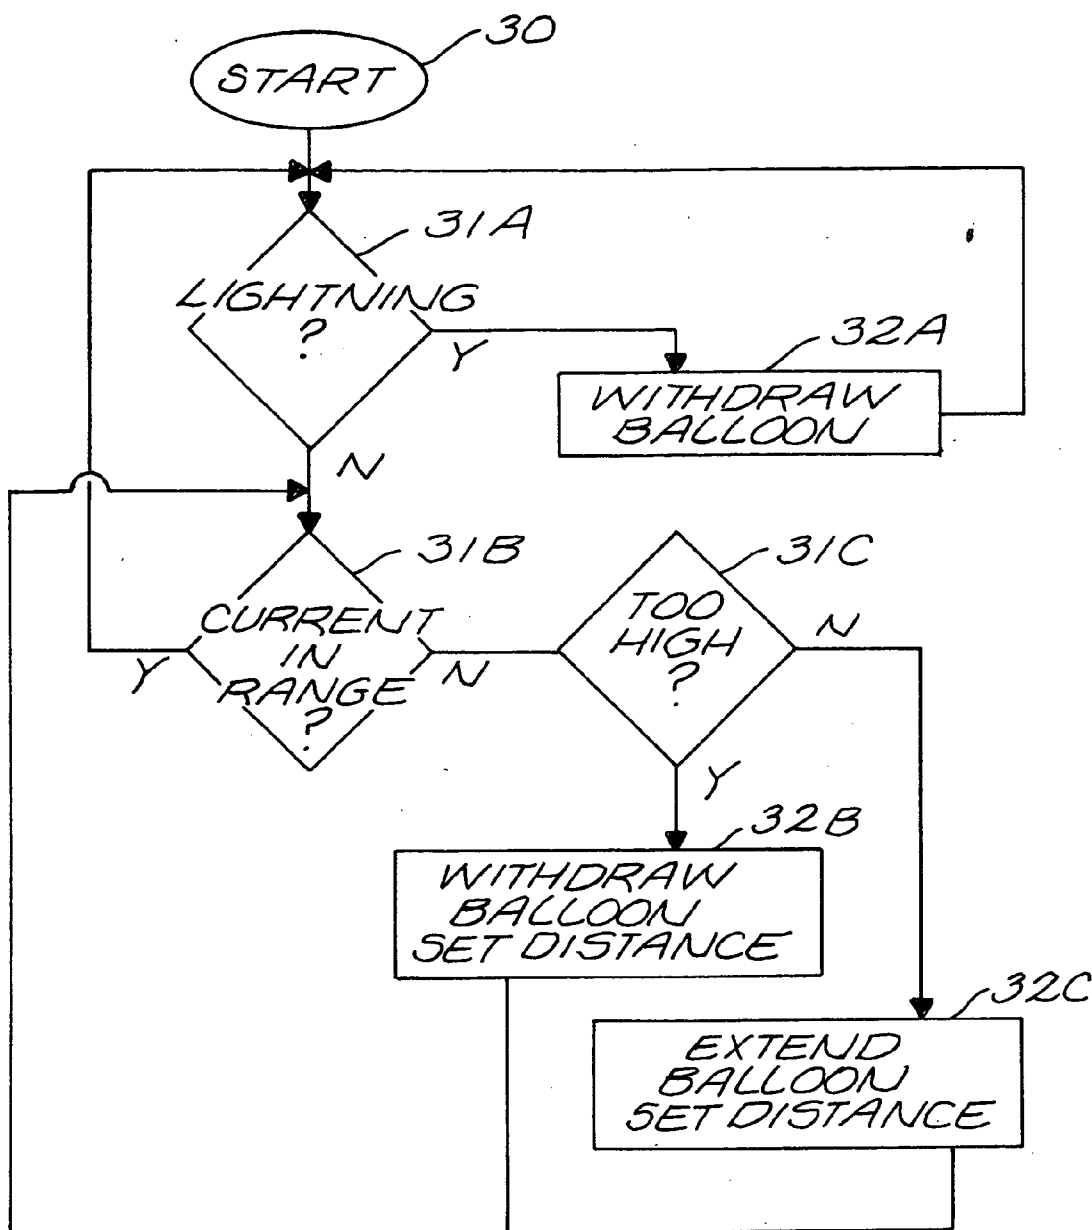 30
START
31A
LIGHTNING
?
Y
N
32A
WITHDRAW
BALLOON
31B
CURRENT
IN
RANGE
?
Y
N
31C
TOO
HIGH
?
N
Y
32B
WITHDRAW
BALLOON
SET DISTANCE
32C
EXTEND
BALLOON
SET DISTANCE